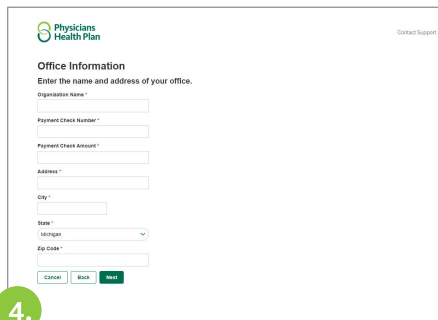 Physicians
Health Plan
Contact Support
Office Information
Enter the name and address of your office.
Organization Name *
Payment Check Number *
Payment Check Amount *
Address *
City *
State *
Michigan
Zip Code *
Cancel Back Next
4.